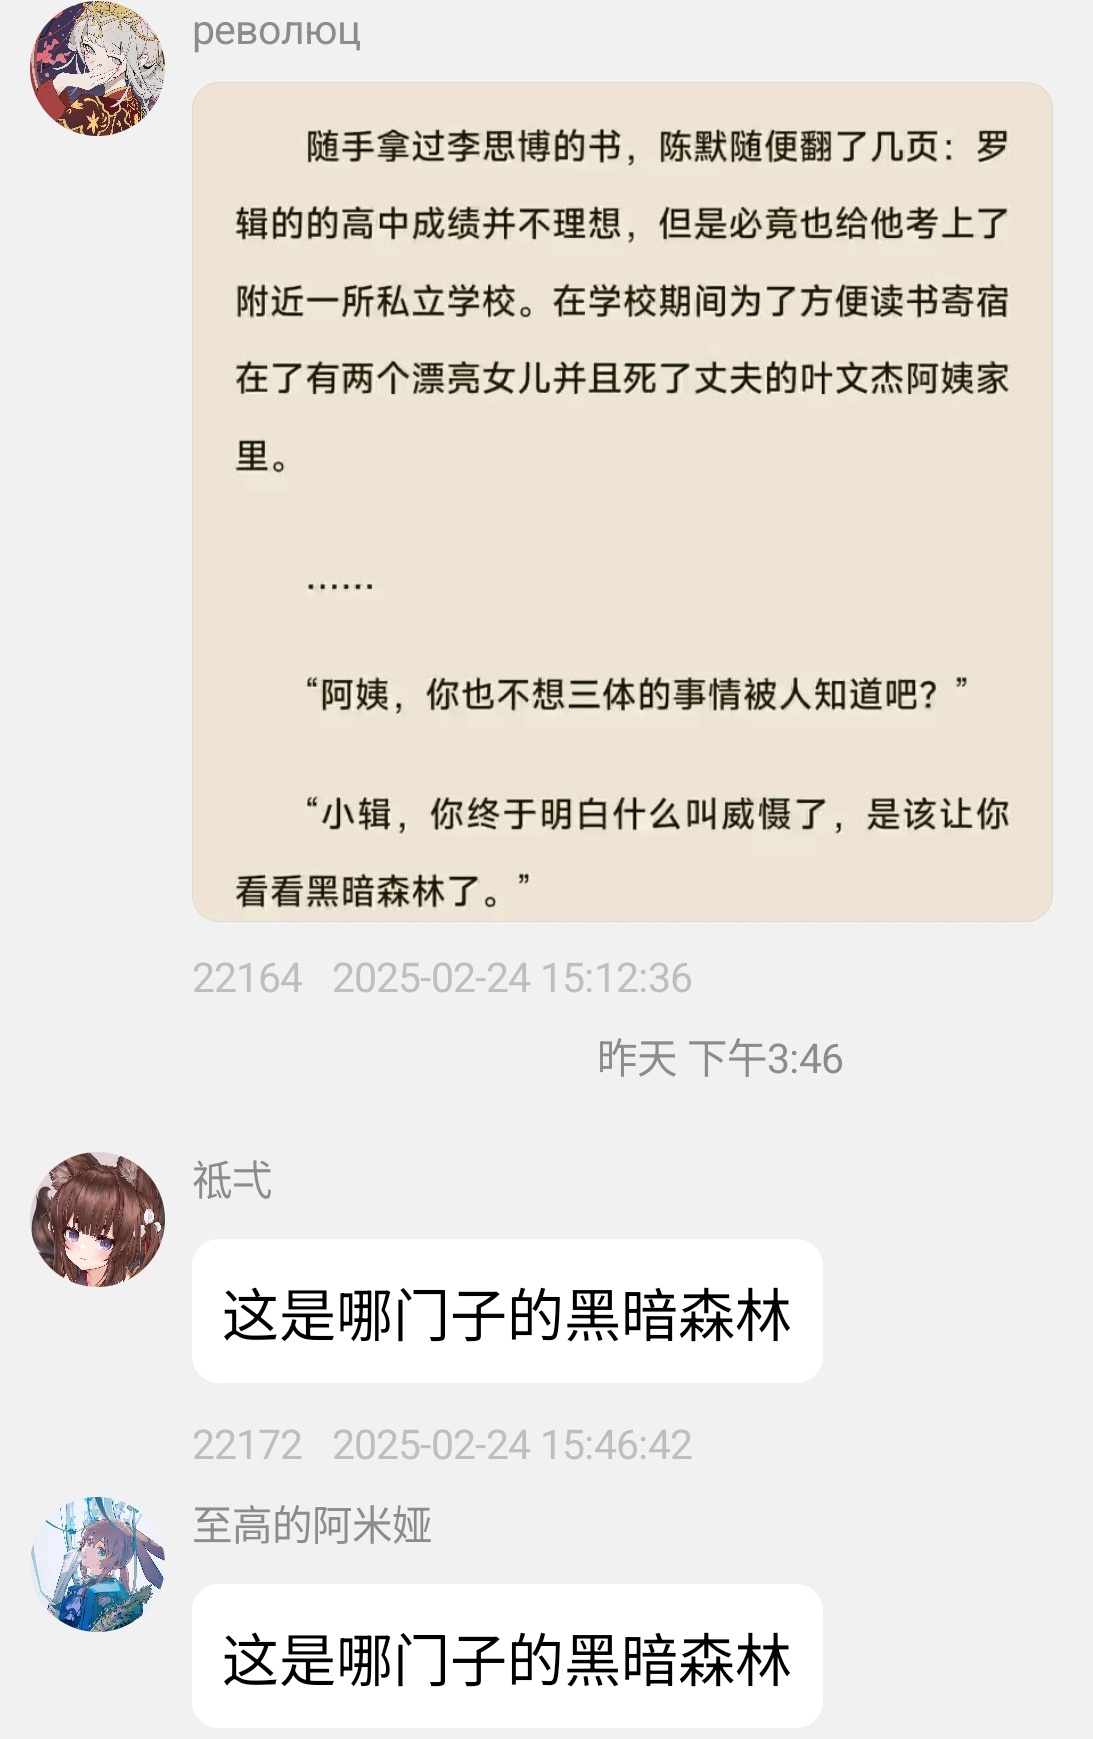 революц
随手拿过李思博的书，陈默随便翻了几页：罗
辑的的高中成绩并不理想，但是必竟也给他考上了
附近一所私立学校。在学校期间为了方便读书寄宿
在了有两个漂亮女儿并且死了丈夫的叶文杰阿姨家
里。
……
“阿姨，你也不想三体的事情被人知道吧？”
“小辑，你终于明白什么叫威慑了，是该让你
看看黑暗森林了。”
22164 2025-02-24 15:12:36
昨天 下午3:46
祗弌
这是哪门子的黑暗森林
22172 2025-02-24 15:46:42
至高的阿米娅
这是哪门子的黑暗森林